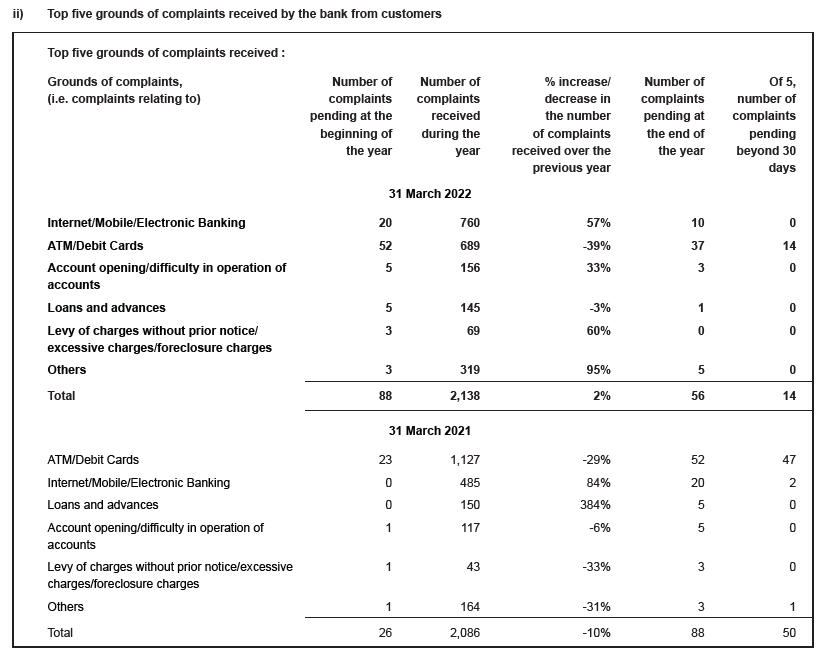 ii) Top five grounds of complaints received by the bank from customers
Top five grounds of complaints received :
Grounds of complaints, Number of Number of % increase/ Number of Of 5,
(i.e. complaints relating to) complaints complaints decrease in complaints number of
pending at the received the number pending at complaints
beginning of during the of complaints the end of pending
the year year received over the the year beyond 30
previous year days
31 March 2022
Internet/Mobile/Electronic Banking 20 760 57% 10 0
ATM/Debit Cards 52 689 -39% 37 14
Account opening/difficulty in operation of 5 156 33% 3 0
accounts
Loans and advances 5 145 -3% 1 0
Levy of charges without prior notice/ 3 69 60% 0 0
excessive charges/foreclosure charges
Others 3 319 95% 5 0
Total 88 2,138 2% 56 14
31 March 2021
ATM/Debit Cards 23 1,127 -29% 52 47
Internet/Mobile/Electronic Banking 0 485 84% 20 2
Loans and advances 0 150 384% 5 0
Account opening/difficulty in operation of 1 117 -6% 5 0
accounts
Levy of charges without prior notice/excessive 1 43 -33% 3 0
charges/foreclosure charges
Others 1 164 -31% 3 1
Total 26 2,086 -10% 88 50